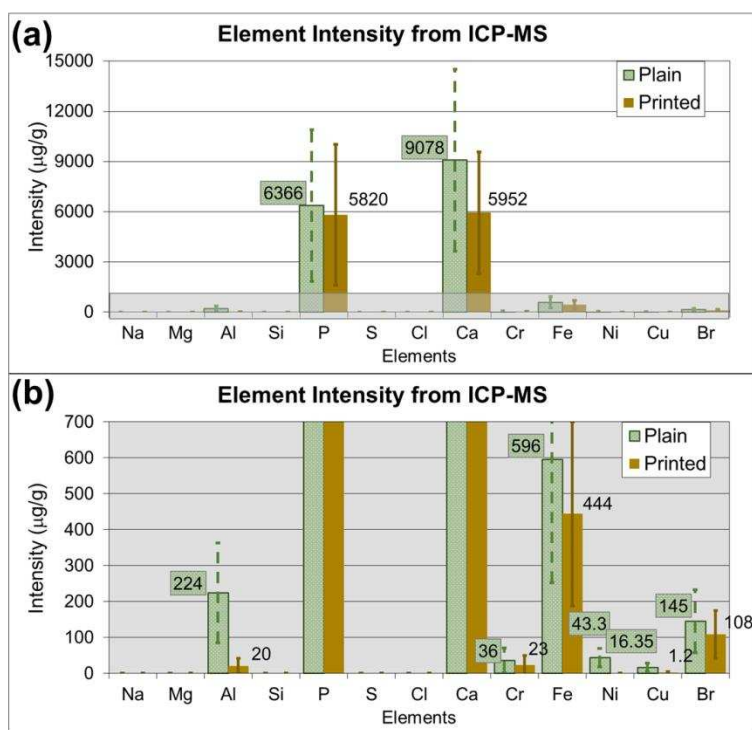 (a)
Element Intensity from ICP-MS
15000
12000
9000
6000
3000
0
Intensity (µg/g)
Plain
Printed
6366
5820
9078
5952
Na Mg Al Si P S Cl Ca Cr Fe Ni Cu Br
Elements
(b)
Element Intensity from ICP-MS
700
600
500
400
300
200
100
0
Intensity (µg/g)
Plain
Printed
224
20
36
23
596
444
43.3
16.35
1.2
145
108
Na Mg Al Si P S Cl Ca Cr Fe Ni Cu Br
Elements